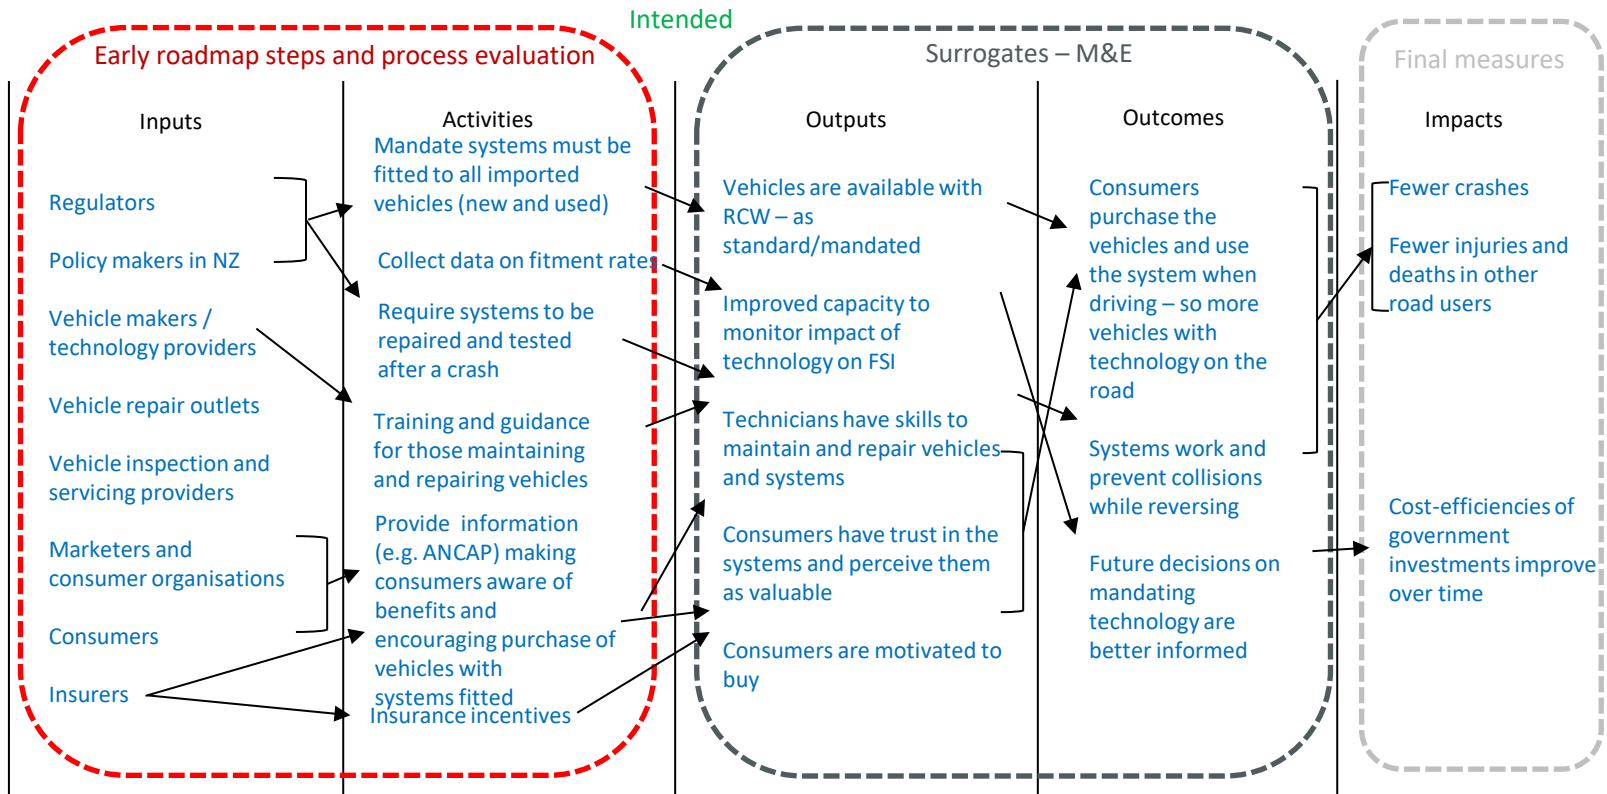 Intended
Early roadmap steps and process evaluation
Surrogates – M&E
Final measures
Inputs
Regulators
Policy makers in NZ
Vehicle makers /
technology providers
Vehicle repair outlets
Vehicle inspection and
servicing providers
Marketers and
consumer organisations
Consumers
Insurers
Activities
Mandate systems must be
fitted to all imported
vehicles (new and used)
Collect data on fitment rates
Require systems to be
repaired and tested
after a crash
Training and guidance
for those maintaining
and repairing vehicles
Provide information
(e.g. ANCAP) making
consumers aware of
benefits and
encouraging purchase of
vehicles with
systems fitted
Insurance incentives
Outputs
Vehicles are available with
RCW – as
standard/mandated
Improved capacity to
monitor impact of
technology on FSI
Technicians have skills to
maintain and repair vehicles
and systems
Consumers have trust in the
systems and perceive them
as valuable
Consumers are motivated to
buy
Outcomes
Consumers
purchase the
vehicles and use
the system when
driving – so more
vehicles with
technology on the
road
Systems work and
prevent collisions
while reversing
Future decisions on
mandating
technology are
better informed
Impacts
Fewer crashes
Fewer injuries and
deaths in other
road users
Cost-efficiencies of
government
investments improve
over time